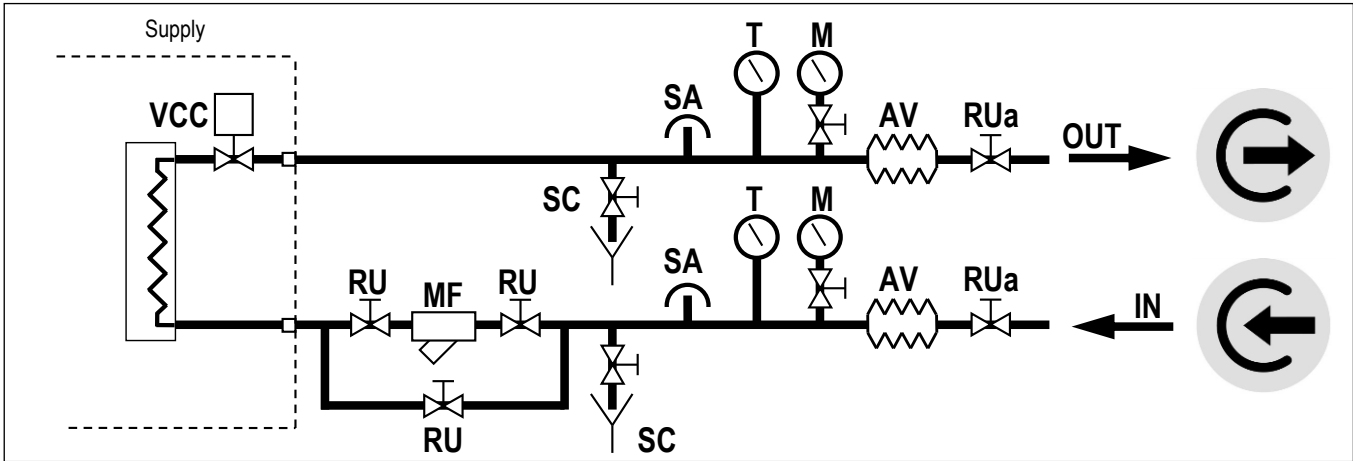 Supply
T M
VCC SA AV RUa OUT
SC T M
RU MF RU SA AV RUa IN
RU SC